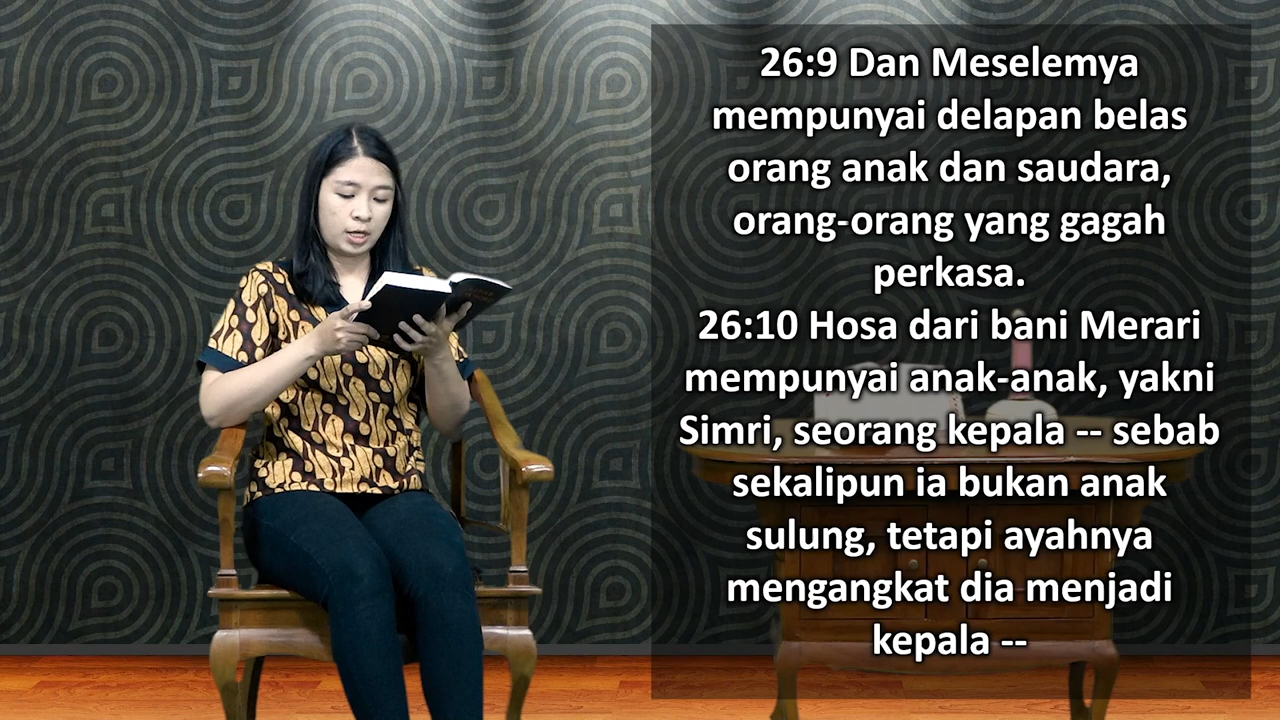 26:9 Dan Meselemya
mempunyai delapan belas
orang anak dan saudara,
orang-orang yang gagah
perkasa.
26:10 Hosa dari bani Merari
mempunyai anak-anak, yakni
Simri, seorang kepala -- sebab
sekalipun ia bukan anak
sulung, tetapi ayahnya
mengangkat dia menjadi
kepala --